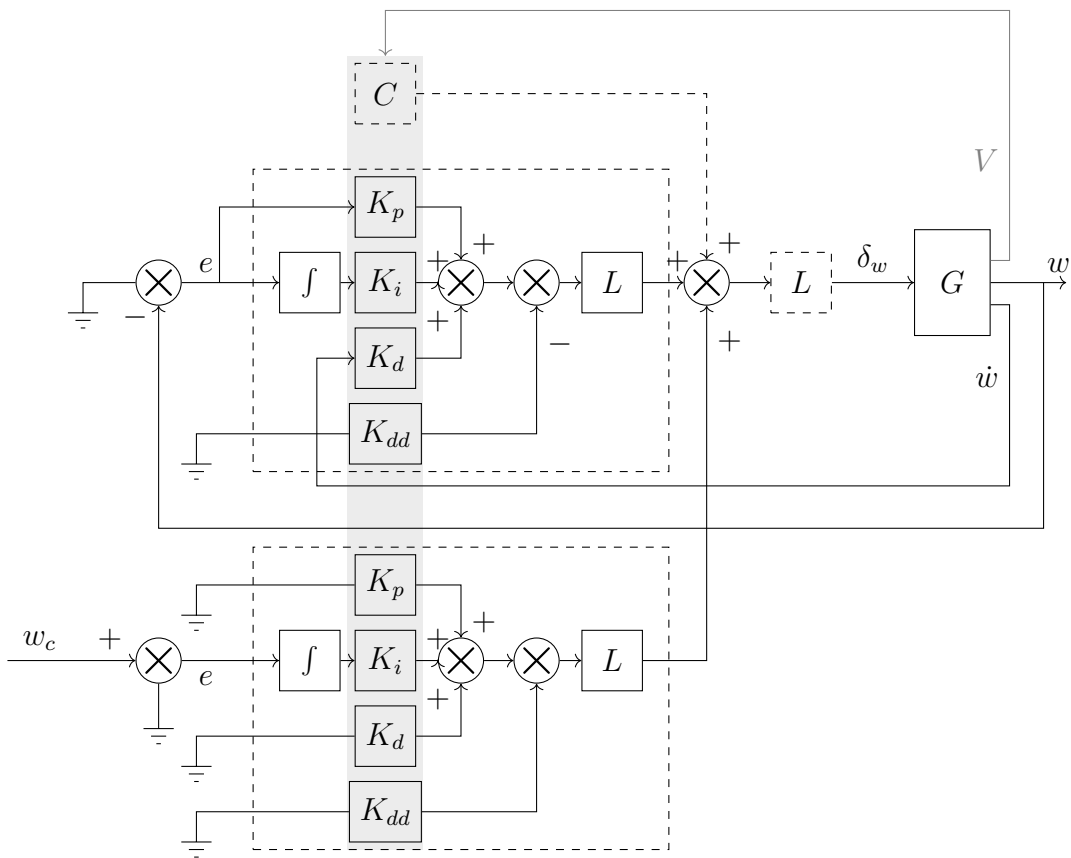 C
V
K_p
+
e
+
+
+
δ_w
w
∫
K_i
L
L
G
−
+
−
+
K_d
ẇ
K_dd
K_p
w_c
+
+
+
∫
K_i
L
e
+
K_d
K_dd